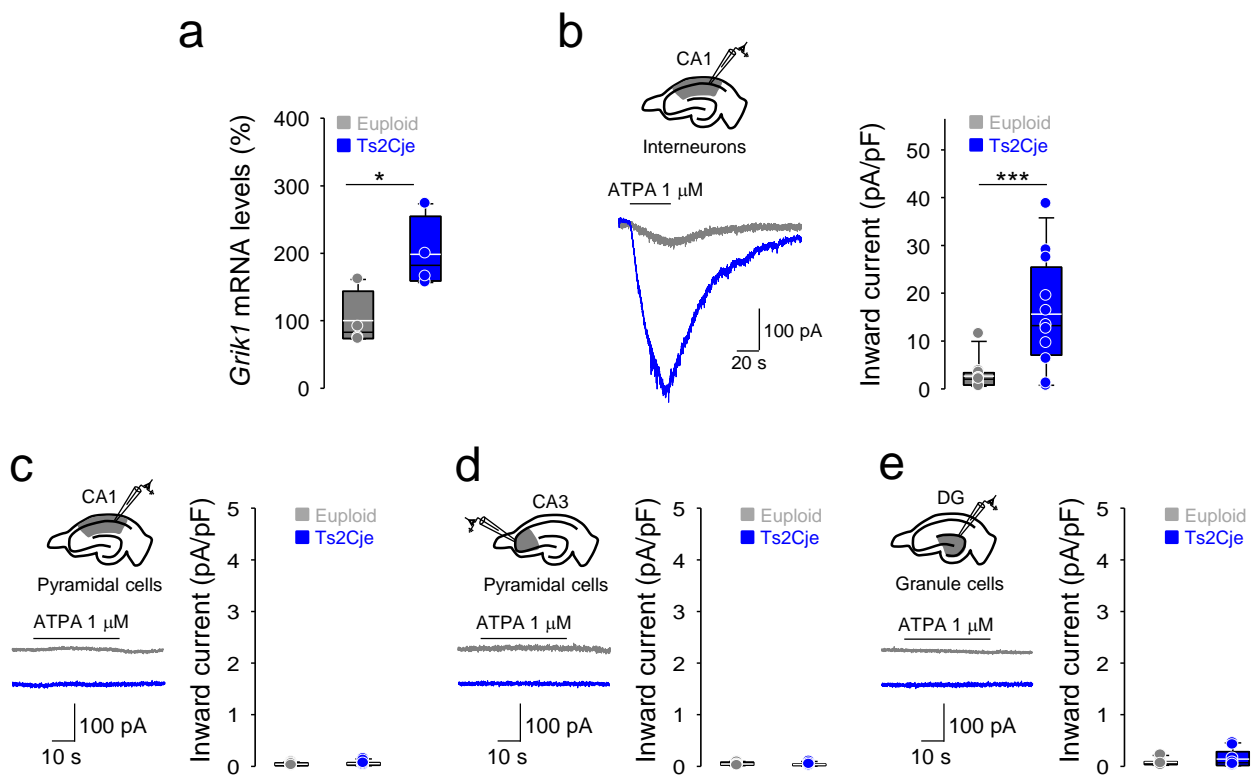 a
Grik1 mRNA levels (%)
400
300
200
100
0
Euploid
Ts2Cje
*
b
CA1
Interneurons
ATPA 1 μM
100 pA
20 s
Inward current (pA/pF)
50
40
30
20
10
0
Euploid
Ts2Cje
***
c
CA1
Pyramidal cells
ATPA 1 μM
100 pA
10 s
Inward current (pA/pF)
5
4
3
2
1
0
Euploid
Ts2Cje
d
CA3
Pyramidal cells
ATPA 1 μM
100 pA
10 s
Inward current (pA/pF)
5
4
3
2
1
0
Euploid
Ts2Cje
e
DG
Granule cells
ATPA 1 μM
100 pA
10 s
Inward current (pA/pF)
5
4
3
2
1
0
Euploid
Ts2Cje